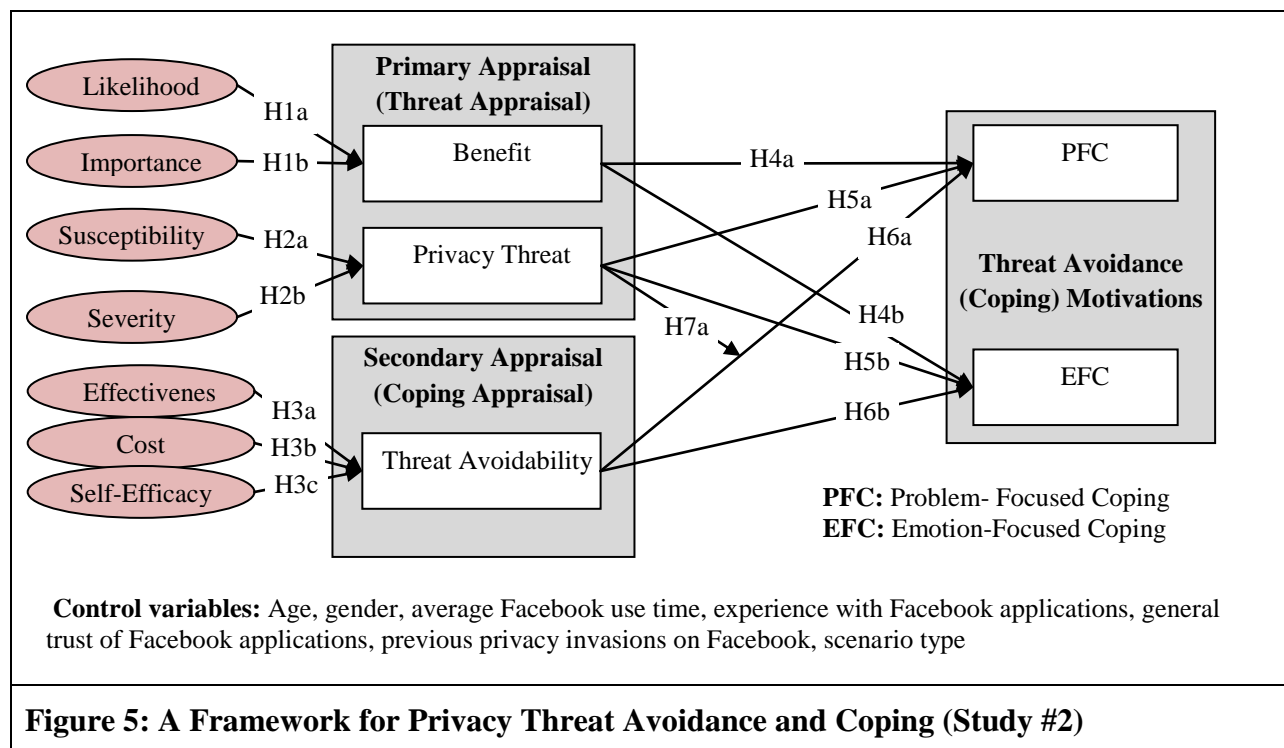 Likelihood
Importance
Susceptibility
Severity
Effectivenes
Cost
Self-Efficacy
H1a
H1b
H2a
H2b
H3a
H3b
H3c
Primary Appraisal
(Threat Appraisal)
Benefit
Privacy Threat
Secondary Appraisal
(Coping Appraisal)
Threat Avoidability
H4a
H5a
H6a
H7a
H4b
H5b
H6b
PFC
Threat Avoidance
(Coping) Motivations
EFC
PFC: Problem- Focused Coping
EFC: Emotion-Focused Coping
Control variables: Age, gender, average Facebook use time, experience with Facebook applications, general
trust of Facebook applications, previous privacy invasions on Facebook, scenario type
Figure 5: A Framework for Privacy Threat Avoidance and Coping (Study #2)